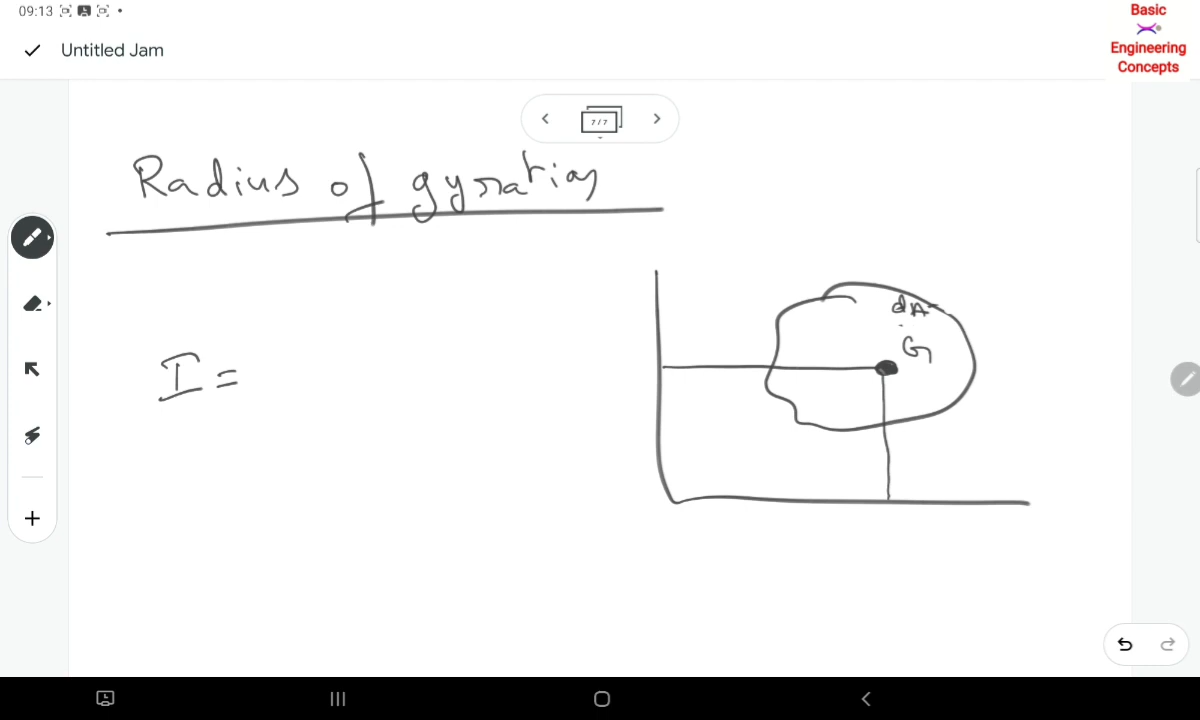 09:13
Basic
Engineering
Concepts
Untitled Jam
7/7
Radius of gyration
dA
G
I =